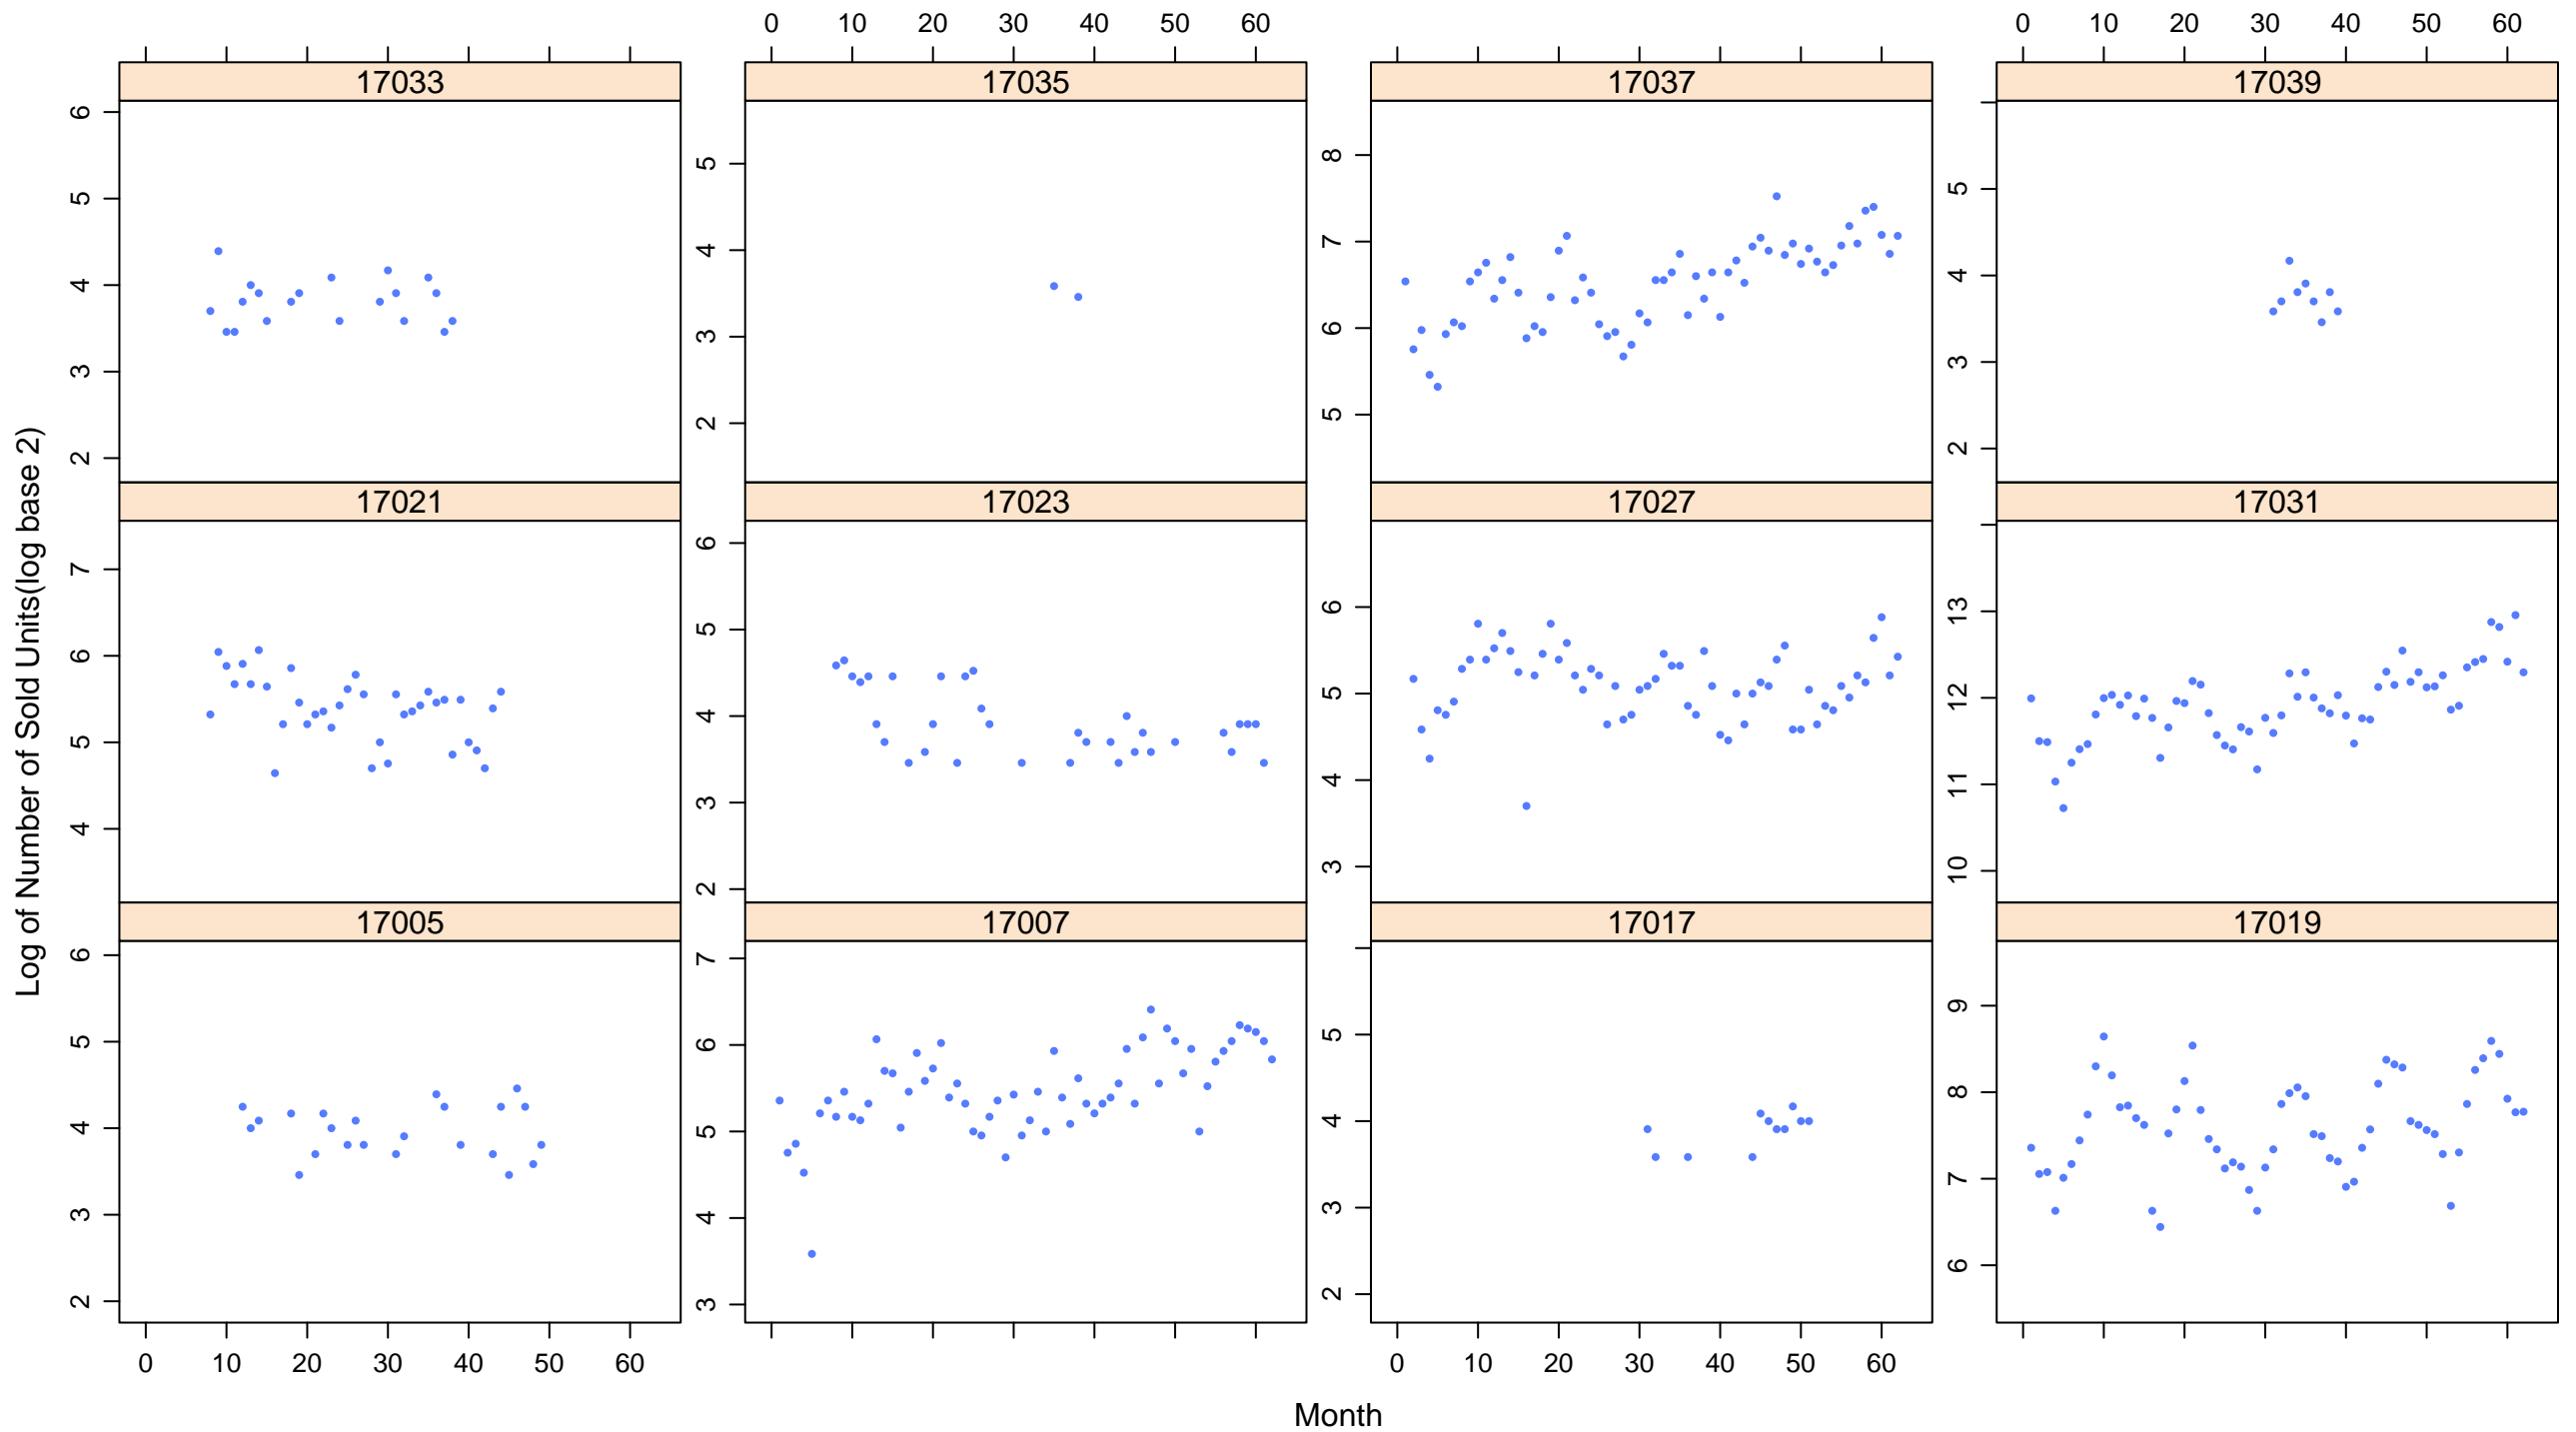 0 10 20 30 40 50 60 0 10 20 30 40 50 60
17033 17035 17037 17039
6 5 4 3 2
5 4 3 2
8 7 6 5
5 4 3 2
17021 17023 17027 17031
7 6 5 4
6 5 4 3 2
6 5 4 3
13 12 11 10
17005 17007 17017 17019
6 5 4 3 2
7 6 5 4 3
5 4 3 2
9 8 7 6
0 10 20 30 40 50 60 0 10 20 30 40 50 60
Log of Number of Sold Units(log base 2)
Month